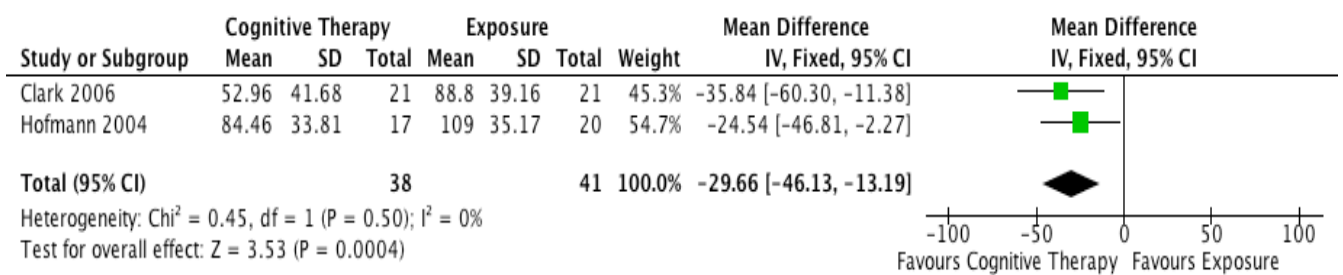 Cognitive Therapy Exposure Mean Difference Mean Difference
Study or Subgroup Mean SD Total Mean SD Total Weight IV, Fixed, 95% CI IV, Fixed, 95% CI
Clark 2006 52.96 41.68 21 88.8 39.16 21 45.3% −35.84 [−60.30, −11.38]
Hofmann 2004 84.46 33.81 17 109 35.17 20 54.7% −24.54 [−46.81, −2.27]
Total (95% CI) 38 41 100.0% −29.66 [−46.13, −13.19]
Heterogeneity: Chi² = 0.45, df = 1 (P = 0.50); I² = 0%
Test for overall effect: Z = 3.53 (P = 0.0004)
−100 −50 0 50 100
Favours Cognitive Therapy Favours Exposure